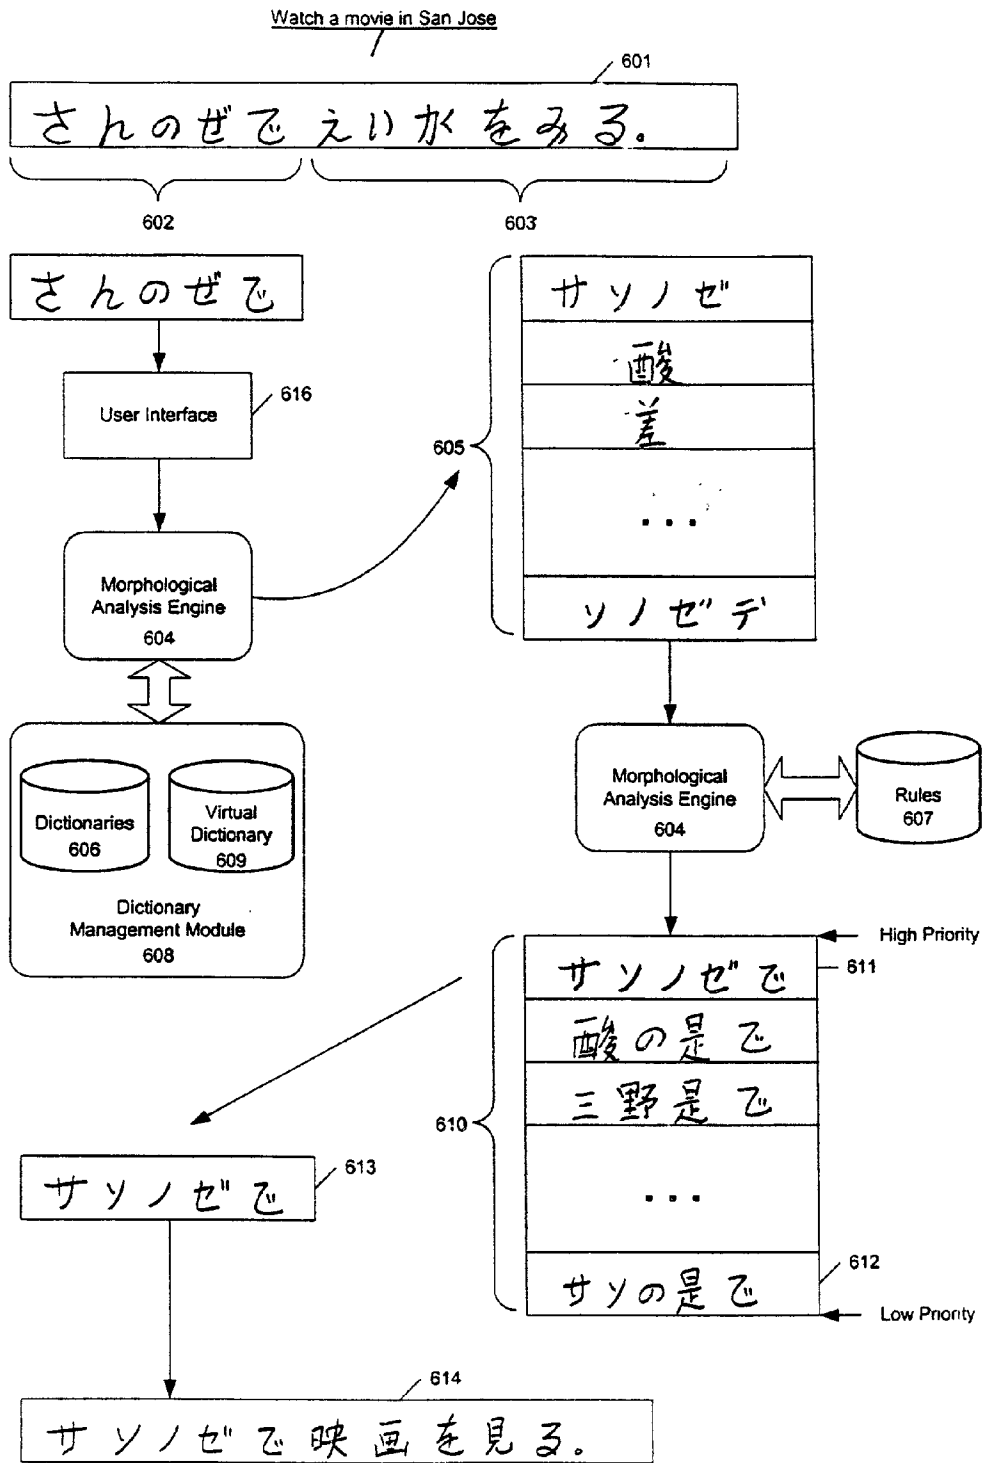 Watch a movie in San Jose
601
さんのぜで えいがをみる。
602
603
さんのぜで
サンノゼ
酸
差
...
ンノゼデ
605
616
User Interface
Morphological
Analysis Engine
604
Dictionaries
606
Virtual
Dictionary
609
Dictionary
Management Module
608
Morphological
Analysis Engine
604
Rules
607
High Priority
611
サンノゼで
酸の是で
三野是で
...
サンの是で
610
612
Low Priority
613
サンノゼで
614
サンノゼで映画を見る。